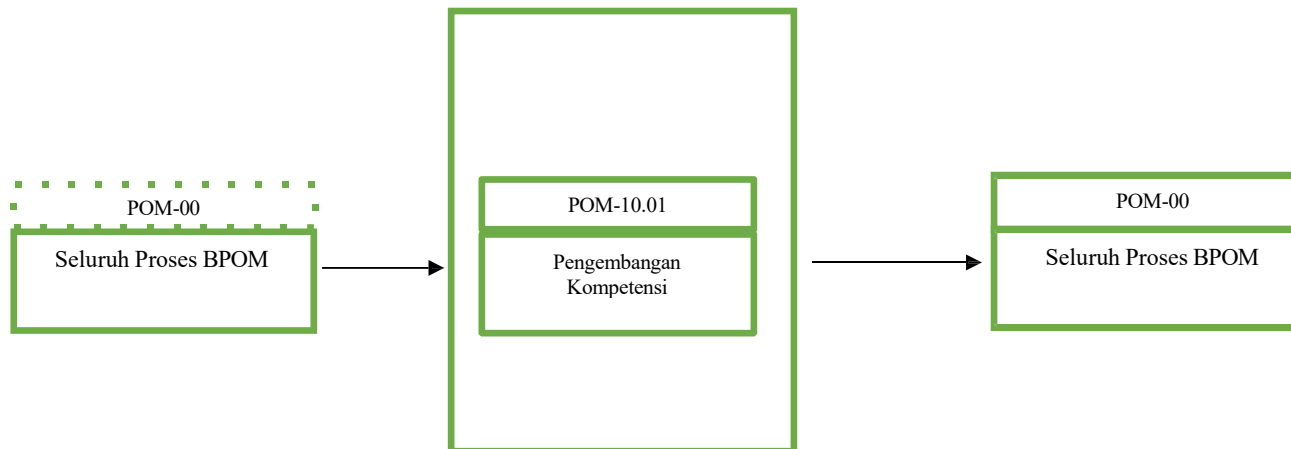 POM-00
Seluruh Proses BPOM
POM-10.01
Pengembangan
Kompetensi
POM-00
Seluruh Proses BPOM